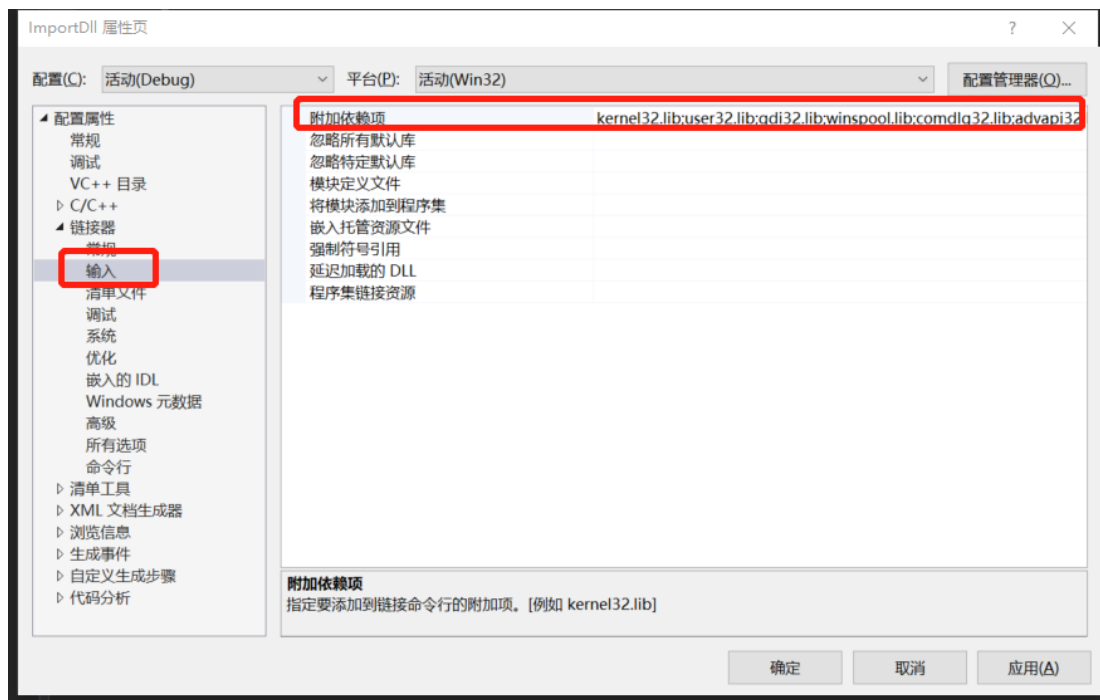 ImportDll 属性页
配置(C): 活动(Debug) 平台(P): 活动(Win32) 配置管理器(O)...
配置属性
常规
调试
VC++ 目录
C/C++
链接器
常规
输入
清单文件
调试
系统
优化
嵌入的 IDL
Windows 元数据
高级
所有选项
命令行
清单工具
XML 文档生成器
浏览信息
生成事件
自定义生成步骤
代码分析
附加依赖项 kernel32.lib;user32.lib;gdi32.lib;winspool.lib;comdlg32.lib;advapi32
忽略所有默认库
忽略特定默认库
模块定义文件
将模块添加到程序集
嵌入托管资源文件
强制符号引用
延迟加载的 DLL
程序集链接资源
附加依赖项
指定要添加到链接命令行的附加项。[例如 kernel32.lib]
确定 取消 应用(A)